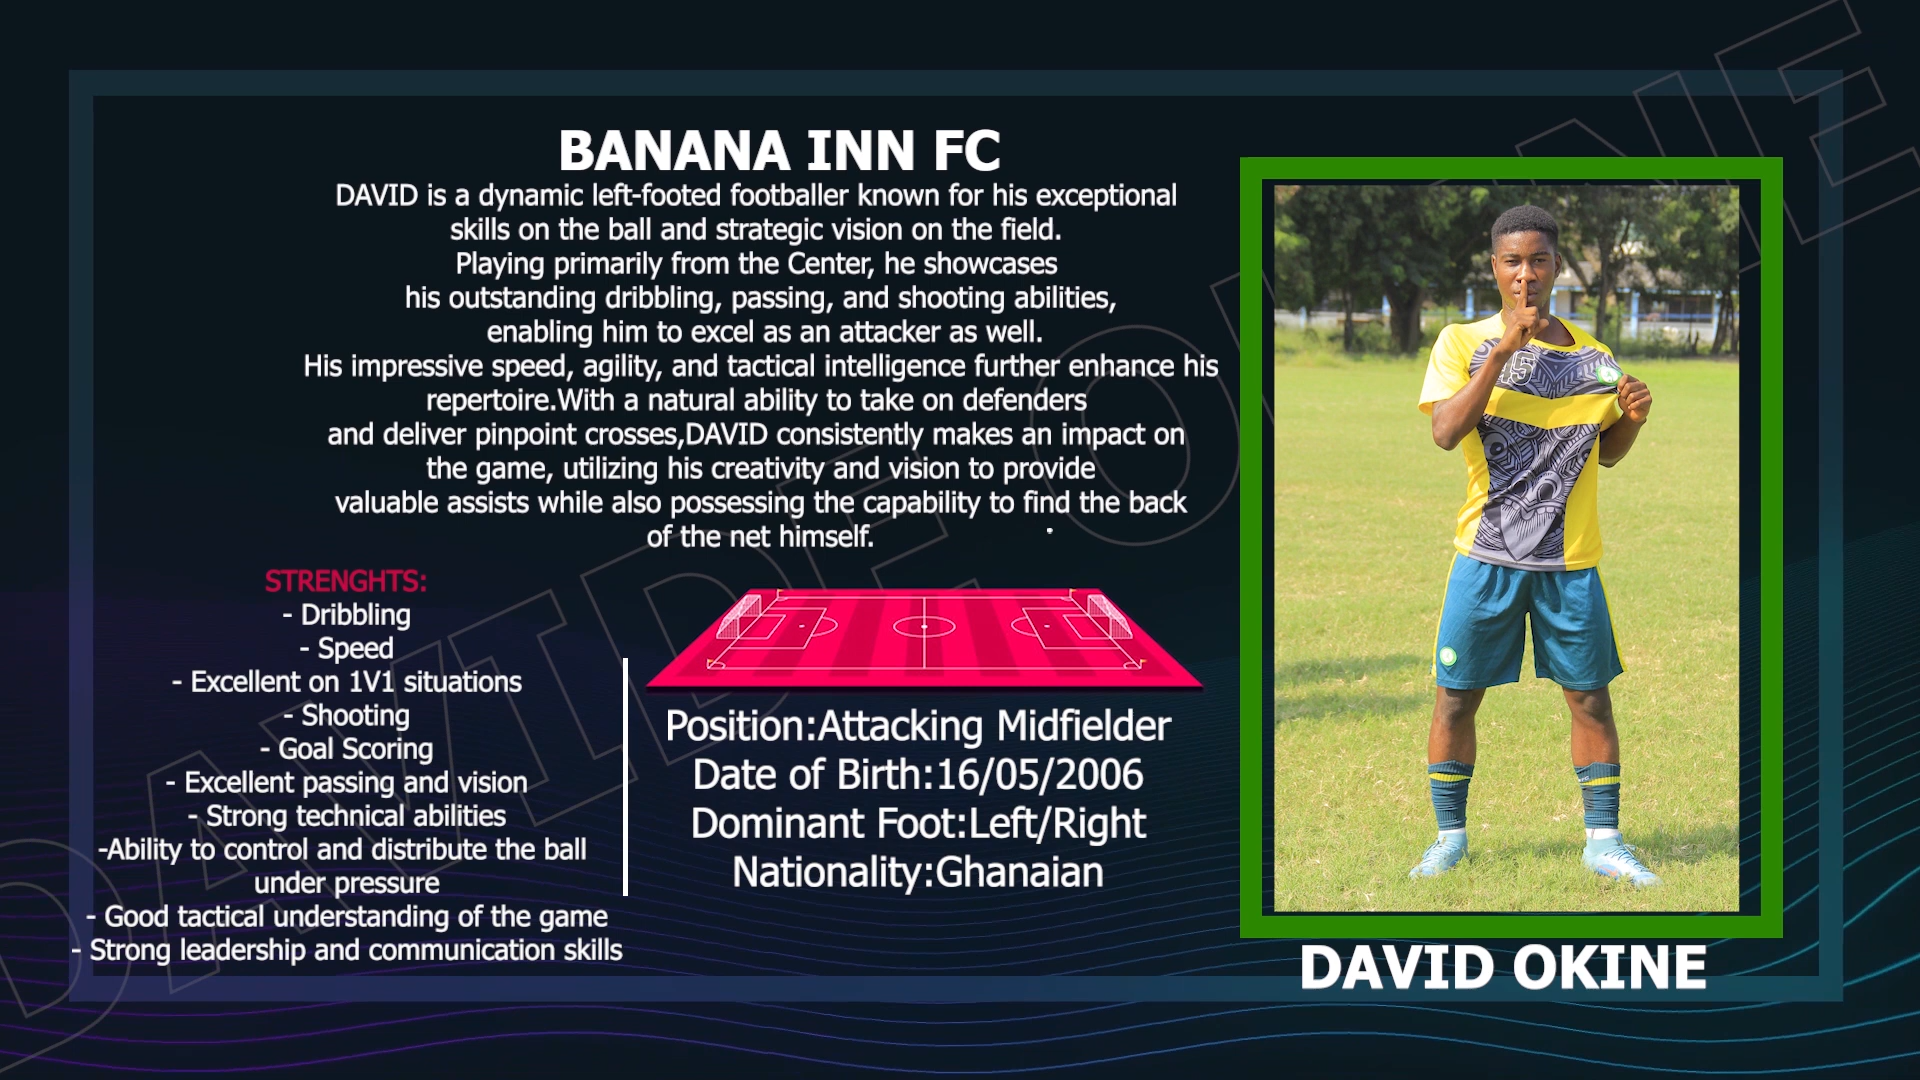 BANANA INN FC
DAVID is a dynamic left-footed footballer known for his exceptional
skills on the ball and strategic vision on the field.
Playing primarily from the Center, he showcases
his outstanding dribbling, passing, and shooting abilities,
enabling him to excel as an attacker as well.
His impressive speed, agility, and tactical intelligence further enhance his
repertoire.With a natural ability to take on defenders
and deliver pinpoint crosses,DAVID consistently makes an impact on
the game, utilizing his creativity and vision to provide
valuable assists while also possessing the capability to find the back
of the net himself.
STRENGHTS:
- Dribbling
- Speed
- Excellent on 1V1 situations
- Shooting
- Goal Scoring
- Excellent passing and vision
- Strong technical abilities
-Ability to control and distribute the ball
under pressure
- Good tactical understanding of the game
- Strong leadership and communication skills
Position:Attacking Midfielder
Date of Birth:16/05/2006
Dominant Foot:Left/Right
Nationality:Ghanaian
DAVID OKINE